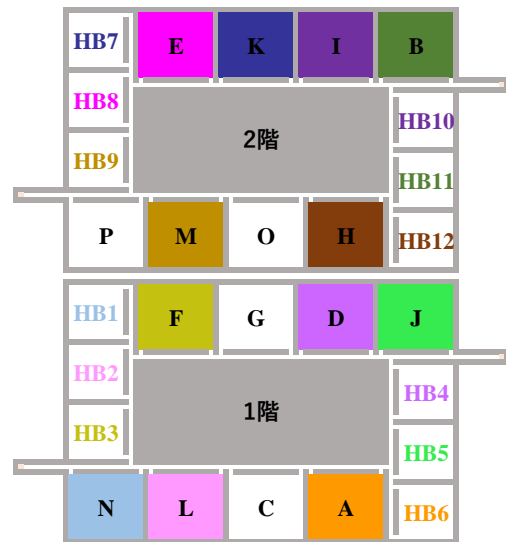 HB7 E K I B
HB8
HB10
2階
HB9
HB11
P M O H HB12
HB1 F G D J
HB2
HB4
1階
HB3
HB5
N L C A HB6